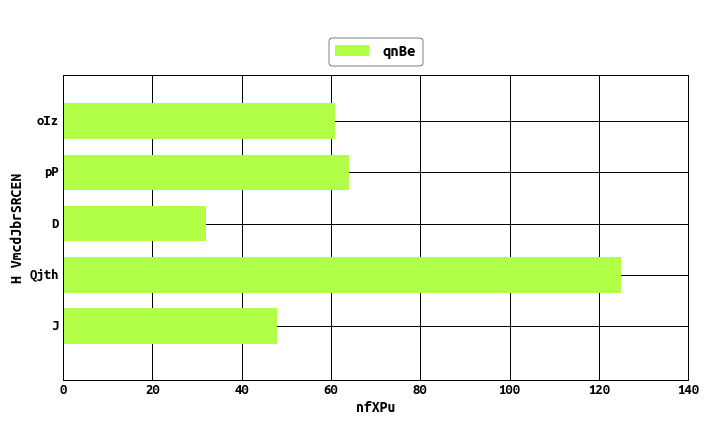 qnBe
H VmcdJbrSRCEN
oIz
pP
D
Qjth
J
0 20 40 60 80 100 120 140
nfXPu